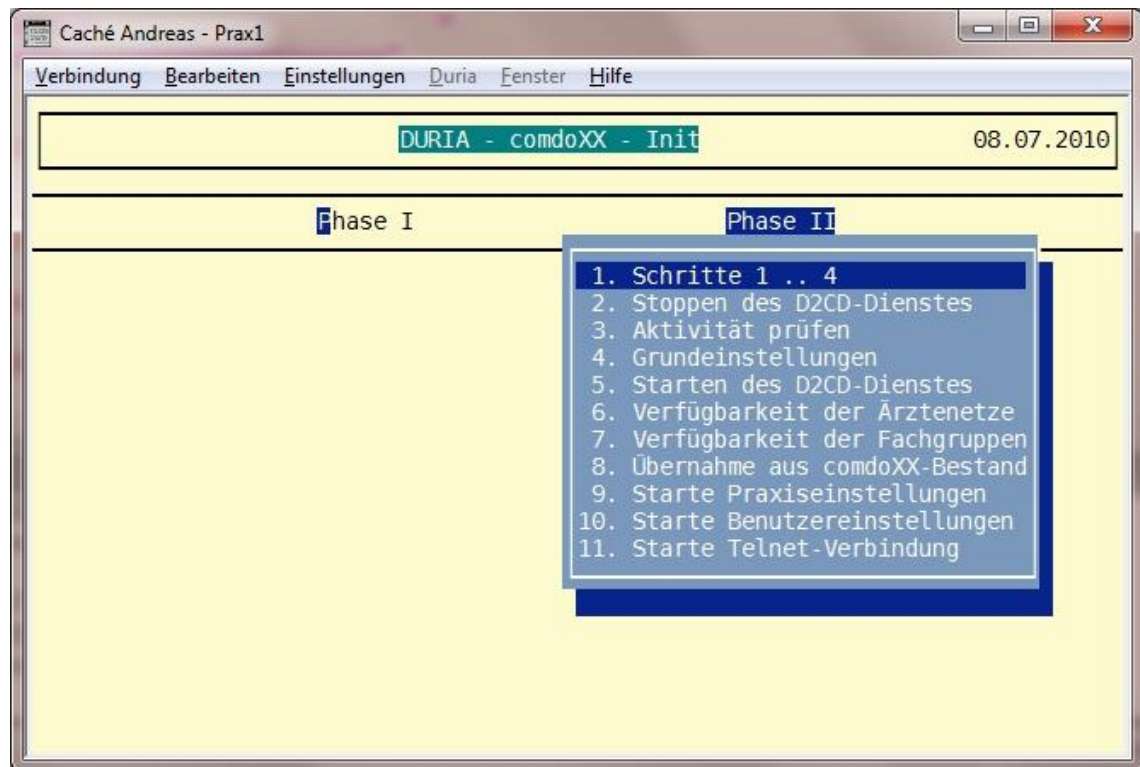 Caché Andreas - Prax1
Verbindung Bearbeiten Einstellungen Duria Fenster Hilfe
DURIA - comdoXX - Init 08.07.2010
Phase I Phase II
1. Schritte 1 .. 4
2. Stoppen des D2CD-Dienstes
3. Aktivität prüfen
4. Grundeinstellungen
5. Starten des D2CD-Dienstes
6. Verfügbarkeit der Ärztenetze
7. Verfügbarkeit der Fachgruppen
8. Übernahme aus comdoXX-Bestand
9. Starte Praxiseinstellungen
10. Starte Benutzereinstellungen
11. Starte Telnet-Verbindung